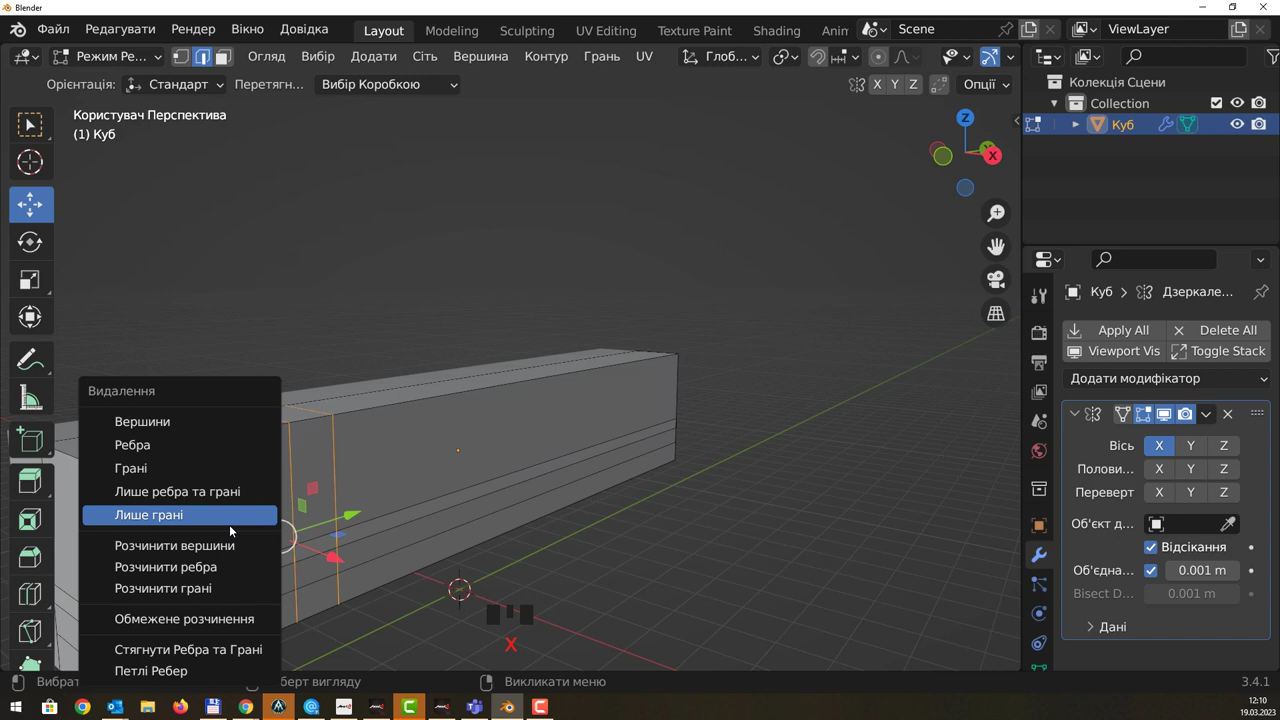 Blender
Файл Редагувати Рендер Вікно Довідка Layout Modeling Sculpting UV Editing Texture Paint Shading Anin Scene ViewLayer
Режим Ре... Огляд Вибір Додати Сіть Вершина Контур Грань UV Глоб...
Орієнтація: Стандарт Перетягн... Вибір Коробкою X Y Z Опції
Користувач Перспектива
(1) Куб
Z
Y
X
Колекція Сцени
Collection
Куб
Куб Дзеркале...
Apply All Delete All
Viewport Vis Toggle Stack
Додати модифікатор
Вісь X Y Z
Полови... X Y Z
Переверт X Y Z
Об'єкт д...
Відсікання
Об'єдна... 0.001 m
Bisect D... 0.001 m
Дані
Видалення
Вершини
Ребра
Грані
Лише ребра та грані
Лише грані
Розчинити вершини
Розчинити ребра
Розчинити грані
Обмежене розчинення
Стягнути Ребра та Грані
Петлі Ребер
X
Вибрат берт вигляду Викликати меню 3.4.1
12:10
19.03.2023